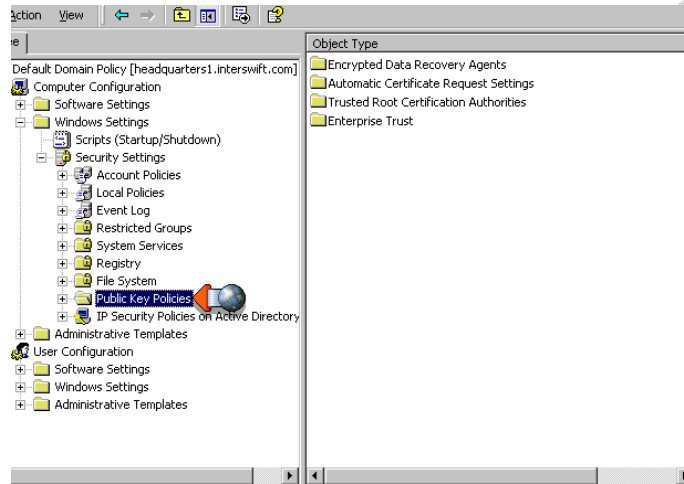 Action View
ee
Object Type
Default Domain Policy [headquarters1.interswift.com]
Computer Configuration
Software Settings
Windows Settings
Scripts (Startup/Shutdown)
Security Settings
Account Policies
Local Policies
Event Log
Restricted Groups
System Services
Registry
File System
Public Key Policies
IP Security Policies on Active Directory
Administrative Templates
User Configuration
Software Settings
Windows Settings
Administrative Templates
Encrypted Data Recovery Agents
Automatic Certificate Request Settings
Trusted Root Certification Authorities
Enterprise Trust